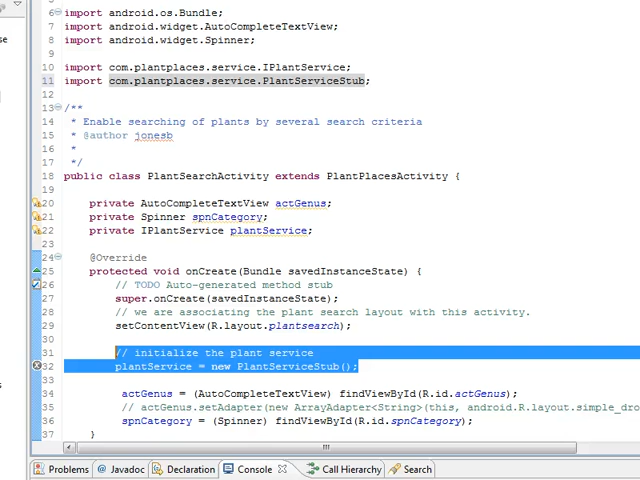 se
6 import android.os.Bundle;
7 import android.widget.AutoCompleteTextView;
8 import android.widget.Spinner;
9
10 import com.plantplaces.service.IPlantService;
11 import com.plantplaces.service.PlantServiceStub;
12
13 /**
14 * Enable searching of plants by several search criteria
15 * @author jonesb
16 *
17 */
18 public class PlantSearchActivity extends PlantPlacesActivity {
19
20 private AutoCompleteTextView actGenus;
21 private Spinner spnCategory;
22 private IPlantService plantService;
23
24 @Override
25 protected void onCreate(Bundle savedInstanceState) {
26 // TODO Auto-generated method stub
27 super.onCreate(savedInstanceState);
28 // we are associating the plant search layout with this activity.
29 setContentView(R.layout.plantsearch);
30
31 // initialize the plant service
32 plantService = new PlantServiceStub();
33
34 actGenus = (AutoCompleteTextView) findViewById(R.id.actGenus);
35 // actGenus.setAdapter(new ArrayAdapter<String>(this, android.R.layout.simple_dro
36 spnCategory = (Spinner) findViewById(R.id.spnCategory);
37 }
Problems @ Javadoc Declaration Console Call Hierarchy Search